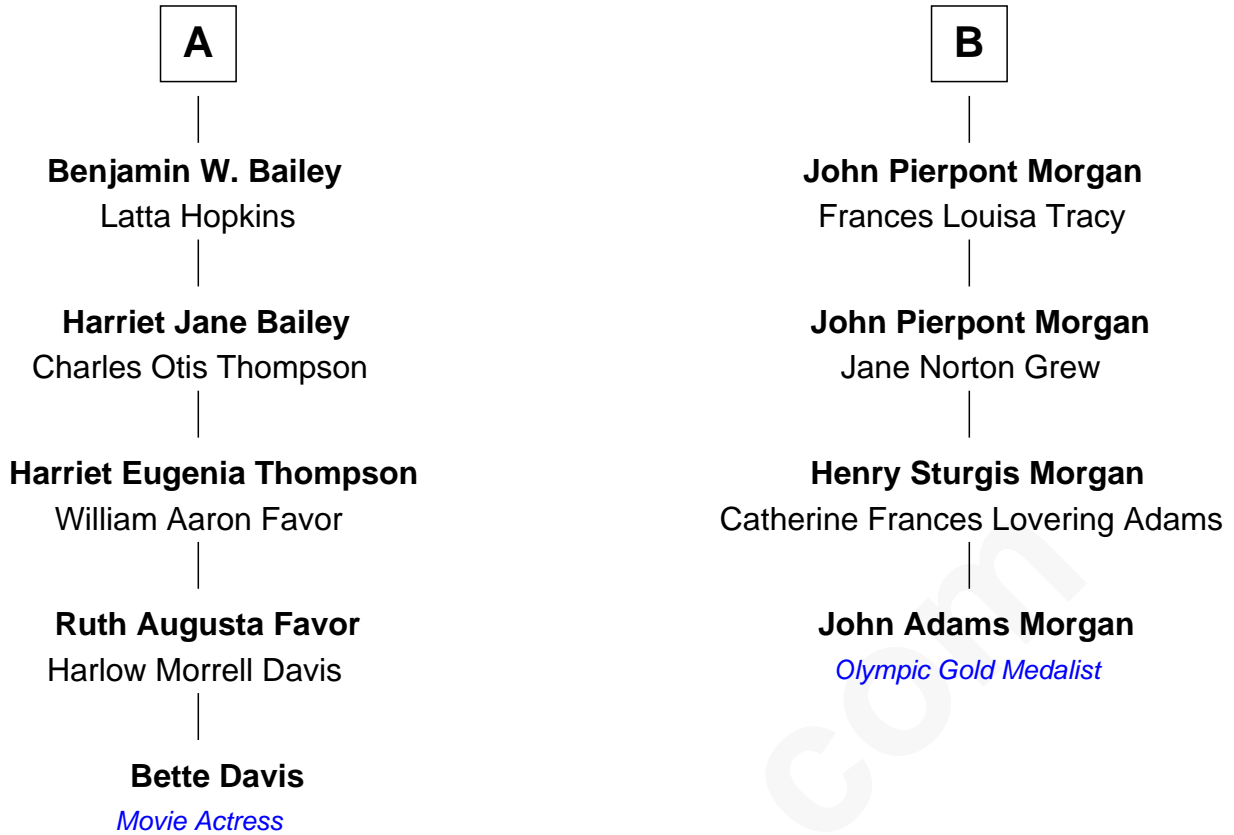 A
Benjamin W. Bailey
Latta Hopkins
Harriet Jane Bailey
Charles Otis Thompson
Harriet Eugenia Thompson
William Aaron Favor
Ruth Augusta Favor
Harlow Morrell Davis
Bette Davis
Movie Actress
B
John Pierpont Morgan
Frances Louisa Tracy
John Pierpont Morgan
Jane Norton Grew
Henry Sturgis Morgan
Catherine Frances Lovering Adams
John Adams Morgan
Olympic Gold Medalist
com